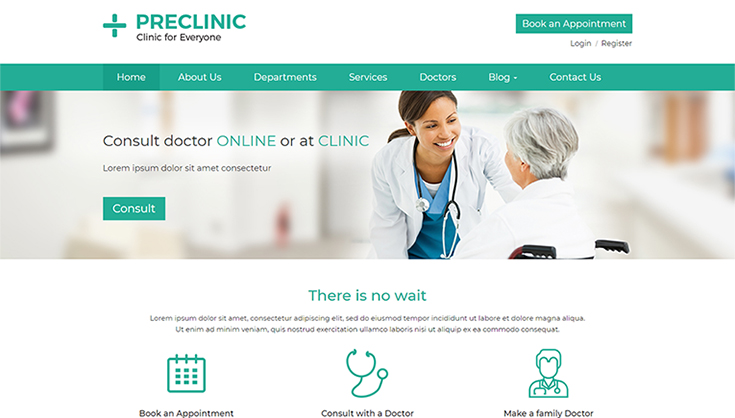 PRECLINIC
Clinic for Everyone
Book an Appointment
Login / Register
Home About Us Departments Services Doctors Blog Contact Us
Consult doctor ONLINE or at CLINIC
Lorem ipsum dolor sit amet consectetur
Consult
There is no wait
Lorem ipsum dolor sit amet, consectetur adipiscing elit, sed do eiusmod tempor incididunt ut labore et dolore magna aliqua.
Ut enim ad minim veniam, quis nostrud exercitation ullamco laboris nisi ut aliquip ex ea commodo consequat.
Book an Appointment Consult with a Doctor Make a family Doctor